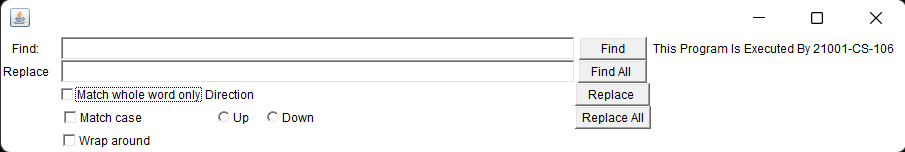 Find: Find This Program Is Executed By 21001-CS-106
Replace Find All
Match whole word only Direction Replace
Match case Up Down Replace All
Wrap around